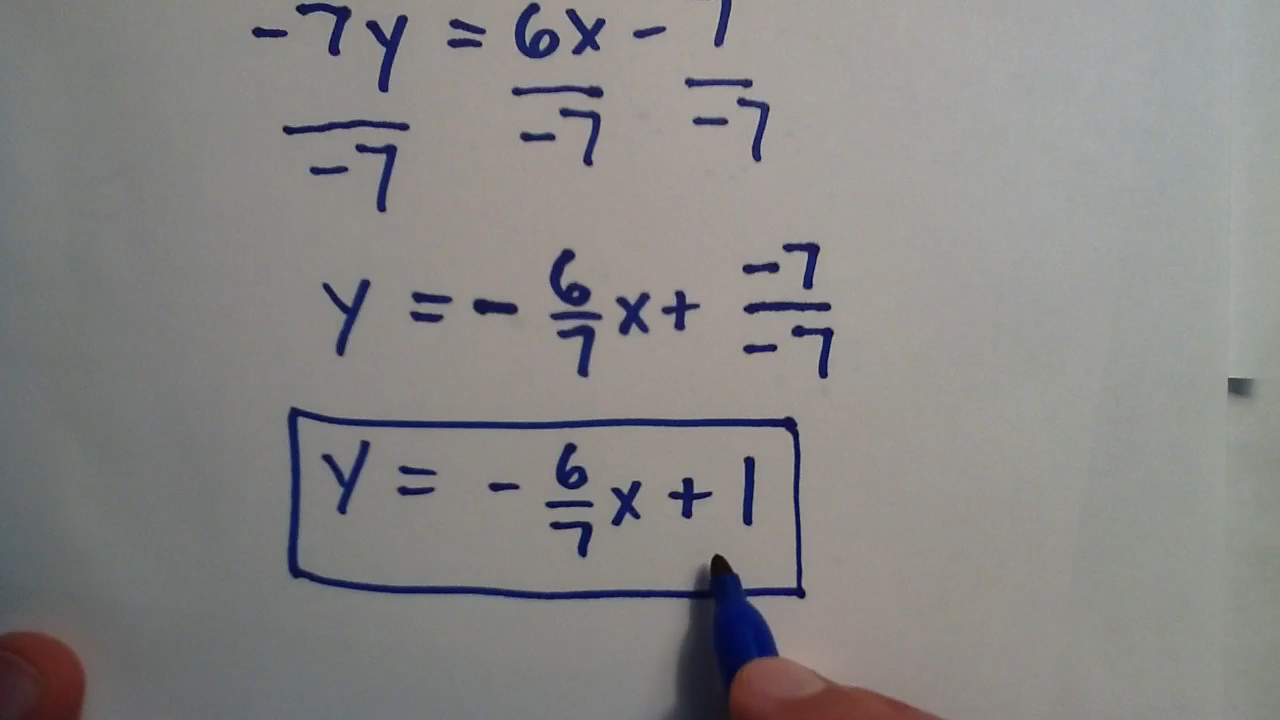 -7y = 6x - 7
-7 -7 -7
y = - 6/7 x + -7/-7
y = - 6/7 x + 1